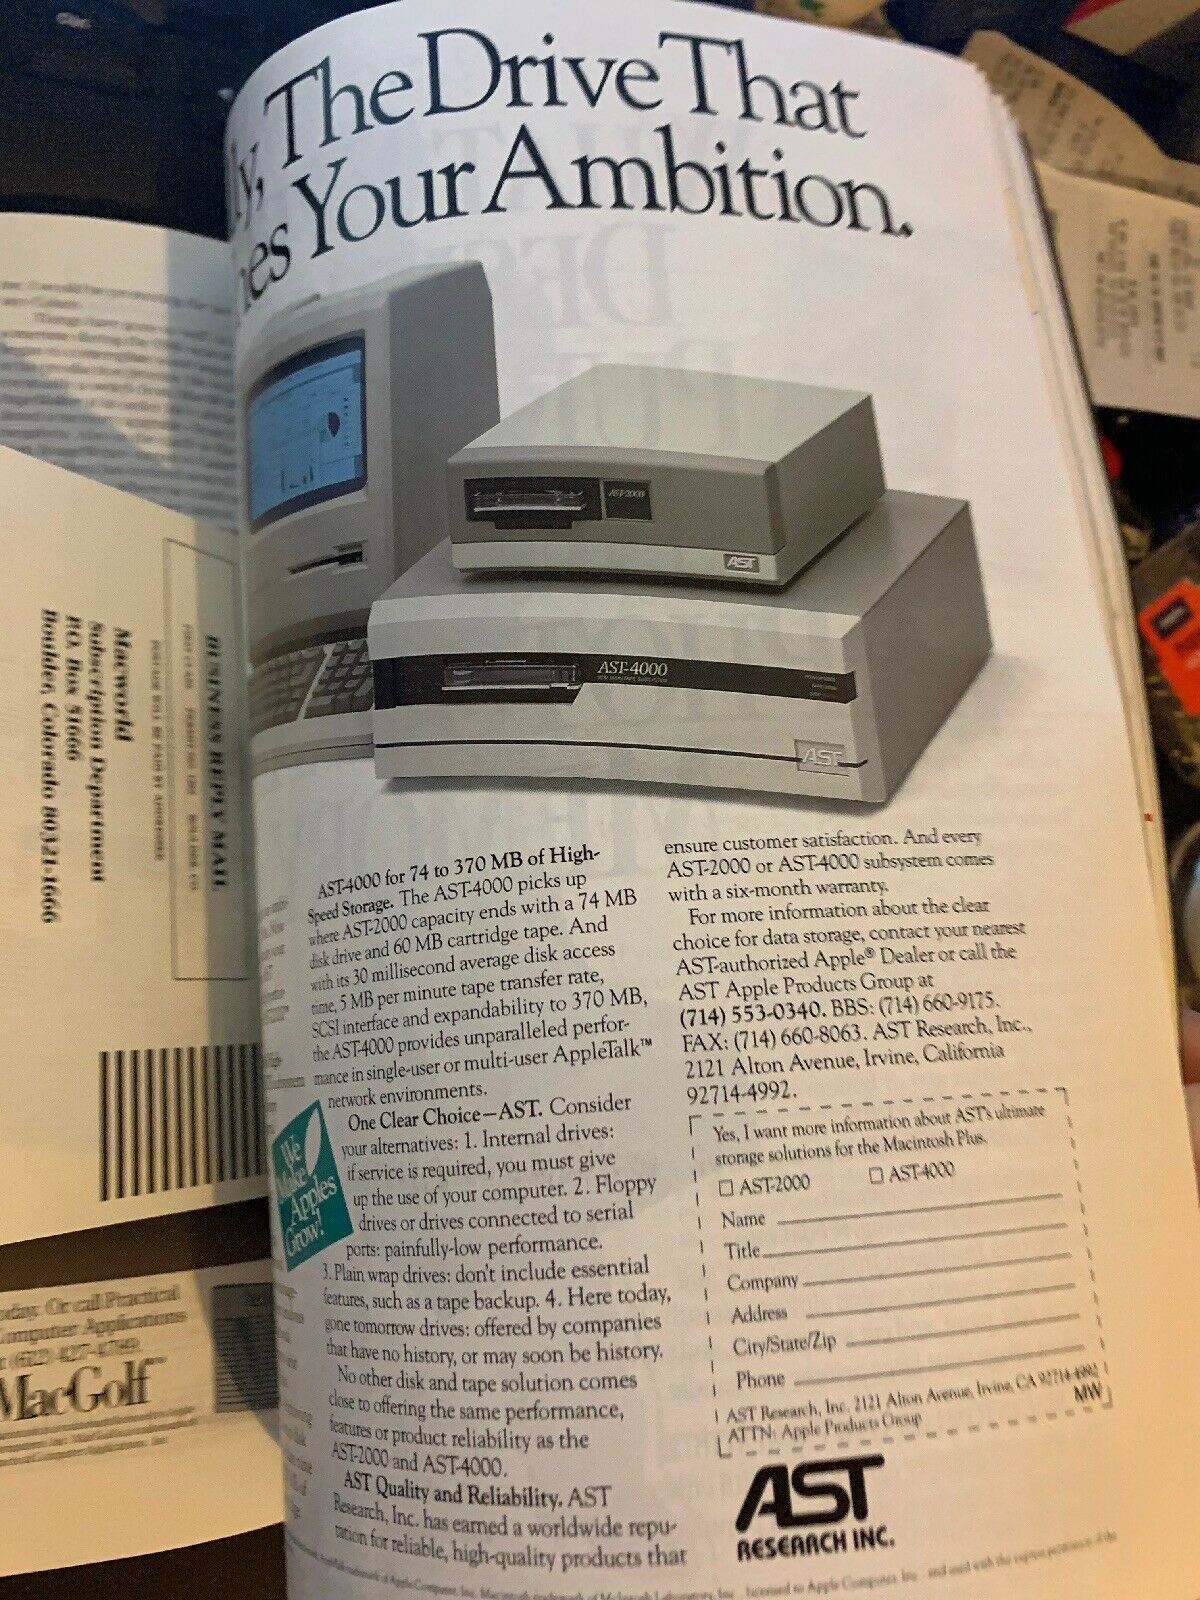 ly, The Drive That
nes Your Ambition.
AST-2000
AST
AST-4000
AST
AST-4000 for 74 to 370 MB of High-
Speed Storage. The AST-4000 picks up
where AST-2000 capacity ends with a 74 MB
disk drive and 60 MB cartridge tape. And
with its 30 millisecond average disk access
time, 5 MB per minute tape transfer rate,
SCSI interface and expandability to 370 MB,
the AST-4000 provides unparalleled perfor-
mance in single-user or multi-user AppleTalk™
network environments.
One Clear Choice—AST. Consider
your alternatives: 1. Internal drives:
if service is required, you must give
up the use of your computer. 2. Floppy
drives or drives connected to serial
ports: painfully-low performance.
3. Plain wrap drives: don't include essential
features, such as a tape backup. 4. Here today,
gone tomorrow drives: offered by companies
that have no history, or may soon be history.
No other disk and tape solution comes
close to offering the same performance,
features or product reliability as the
AST-2000 and AST-4000.
AST Quality and Reliability. AST
Research, Inc. has earned a worldwide repu-
tation for reliable, high-quality products that
We
Make
Apples
Grow!
ensure customer satisfaction. And every
AST-2000 or AST-4000 subsystem comes
with a six-month warranty.
For more information about the clear
choice for data storage, contact your nearest
AST-authorized Apple® Dealer or call the
AST Apple Products Group at
(714) 553-0340. BBS: (714) 660-9175.
FAX: (714) 660-8063. AST Research, Inc.,
2121 Alton Avenue, Irvine, California
92714-4992.
Yes, I want more information about AST's ultimate
storage solutions for the Macintosh Plus.
☐ AST-2000 ☐ AST-4000
Name
Title
Company
Address
City/State/Zip
Phone
AST Research, Inc. 2121 Alton Avenue, Irvine, CA 92714-4992
ATTN: Apple Products Group MW
AST
RESEARCH INC.
BUSINESS REPLY MAIL
Macworld
Subscription Department
P.O. Box 51666
Boulder, Colorado 80321-1666
oday. Or call Practical
Computer Applications
MacGolf™